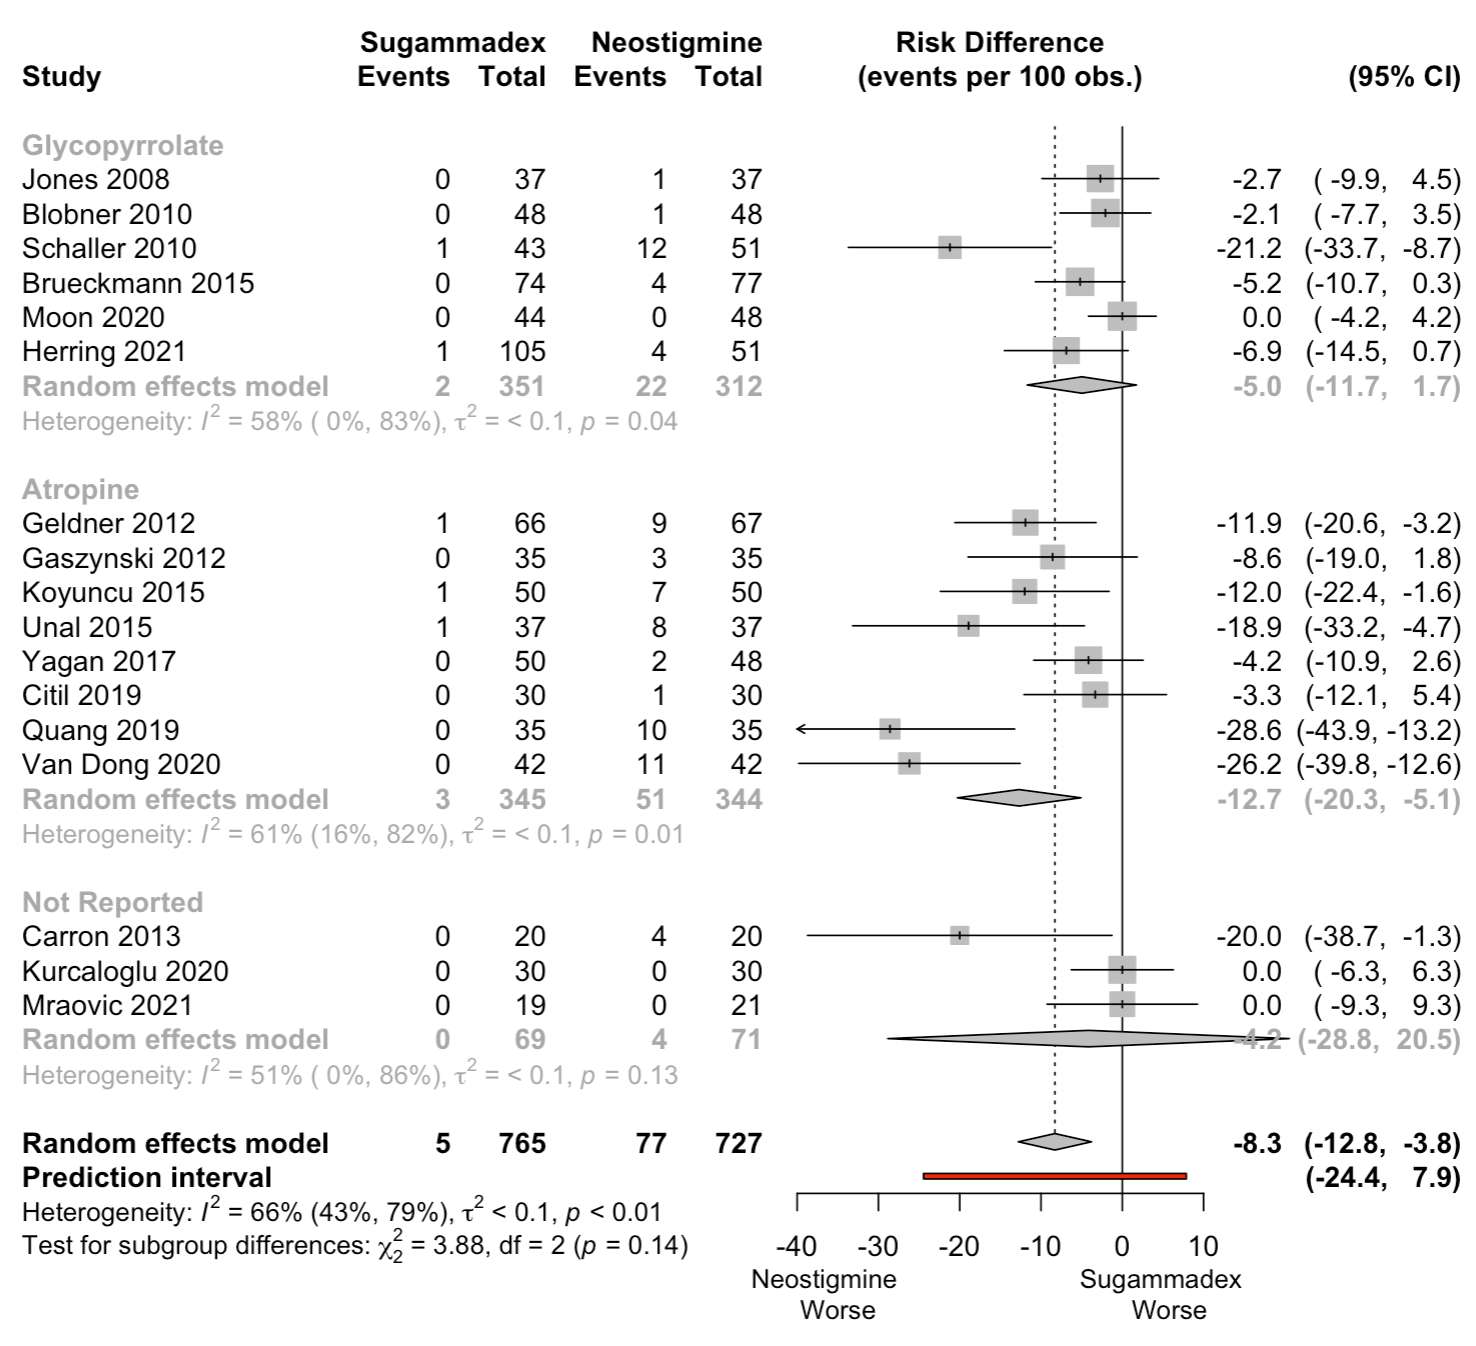 Sugammadex Neostigmine Risk Difference
Study Events Total Events Total (events per 100 obs.) (95% CI)
Glycopyrrolate
Jones 2008 0 37 1 37 -2.7 ( -9.9, 4.5)
Blobner 2010 0 48 1 48 -2.1 ( -7.7, 3.5)
Schaller 2010 1 43 12 51 -21.2 (-33.7, -8.7)
Brueckmann 2015 0 74 4 77 -5.2 (-10.7, 0.3)
Moon 2020 0 44 0 48 0.0 ( -4.2, 4.2)
Herring 2021 1 105 4 51 -6.9 (-14.5, 0.7)
Random effects model 2 351 22 312 -5.0 (-11.7, 1.7)
Heterogeneity: I² = 58% ( 0%, 83%), τ² = < 0.1, p = 0.04
Atropine
Geldner 2012 1 66 9 67 -11.9 (-20.6, -3.2)
Gaszynski 2012 0 35 3 35 -8.6 (-19.0, 1.8)
Koyuncu 2015 1 50 7 50 -12.0 (-22.4, -1.6)
Unal 2015 1 37 8 37 -18.9 (-33.2, -4.7)
Yagan 2017 0 50 2 48 -4.2 (-10.9, 2.6)
Citil 2019 0 30 1 30 -3.3 (-12.1, 5.4)
Quang 2019 0 35 10 35 -28.6 (-43.9, -13.2)
Van Dong 2020 0 42 11 42 -26.2 (-39.8, -12.6)
Random effects model 3 345 51 344 -12.7 (-20.3, -5.1)
Heterogeneity: I² = 61% (16%, 82%), τ² = < 0.1, p = 0.01
Not Reported
Carron 2013 0 20 4 20 -20.0 (-38.7, -1.3)
Kurcaloglu 2020 0 30 0 30 0.0 ( -6.3, 6.3)
Mraovic 2021 0 19 0 21 0.0 ( -9.3, 9.3)
Random effects model 0 69 4 71 -4.2 (-28.8, 20.5)
Heterogeneity: I² = 51% ( 0%, 86%), τ² = < 0.1, p = 0.13
Random effects model 5 765 77 727 -8.3 (-12.8, -3.8)
Prediction interval (-24.4, 7.9)
Heterogeneity: I² = 66% (43%, 79%), τ² < 0.1, p < 0.01
Test for subgroup differences: χ²₂ = 3.88, df = 2 (p = 0.14)
-40 -30 -20 -10 0 10
Neostigmine Sugammadex
Worse Worse